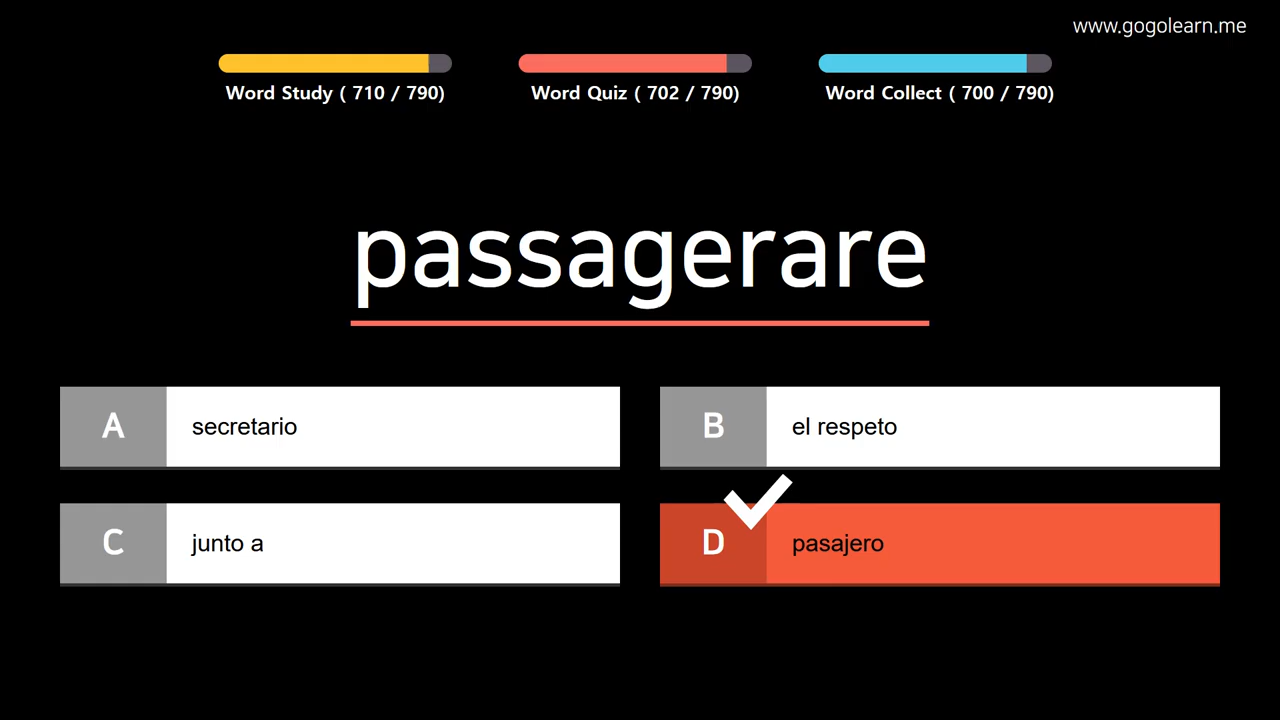 www.gogolearn.me
Word Study ( 710 / 790)
Word Quiz ( 702 / 790)
Word Collect ( 700 / 790)
passagerare
A
secretario
B
el respeto
C
junto a
D
pasajero